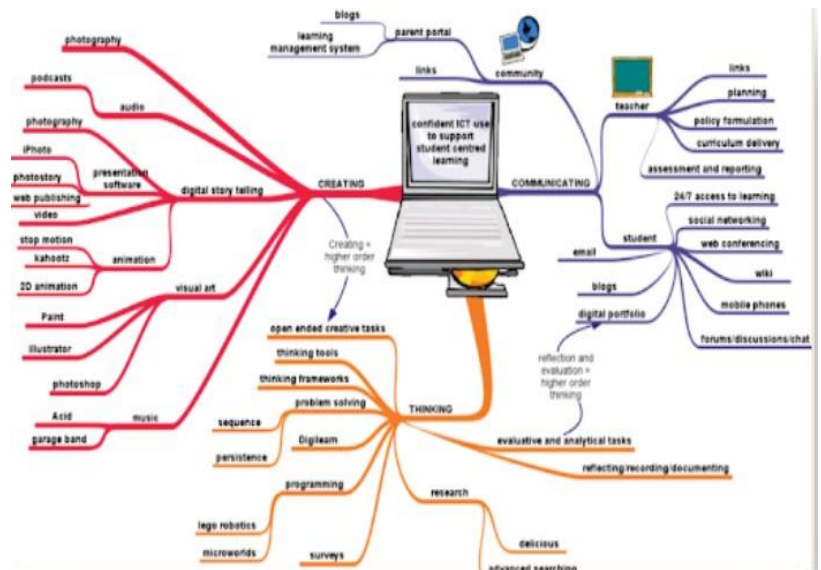 confident ICT use
to support
student centred
learning
CREATING
photography
audio
podcasts
digital story telling
photography
presentation
software
iPhoto
photostory
web publishing
video
animation
stop motion
kahootz
2D animation
visual art
Paint
illustrator
photoshop
music
Acid
garage band
Creating =
higher order
thinking
COMMUNICATING
community
parent portal
blogs
learning
management system
links
teacher
links
planning
policy formulation
curriculum delivery
assessment and reporting
student
24/7 access to learning
social networking
web conferencing
wiki
mobile phones
forums/discussions/chat
email
blogs
digital portfolio
reflection and
evaluation =
higher order
thinking
THINKING
open ended creative tasks
thinking tools
thinking frameworks
problem solving
sequence
persistence
Digilearn
programming
lego robotics
microworlds
surveys
research
delicious
advanced searching
evaluative and analytical tasks
reflecting/recording/documenting